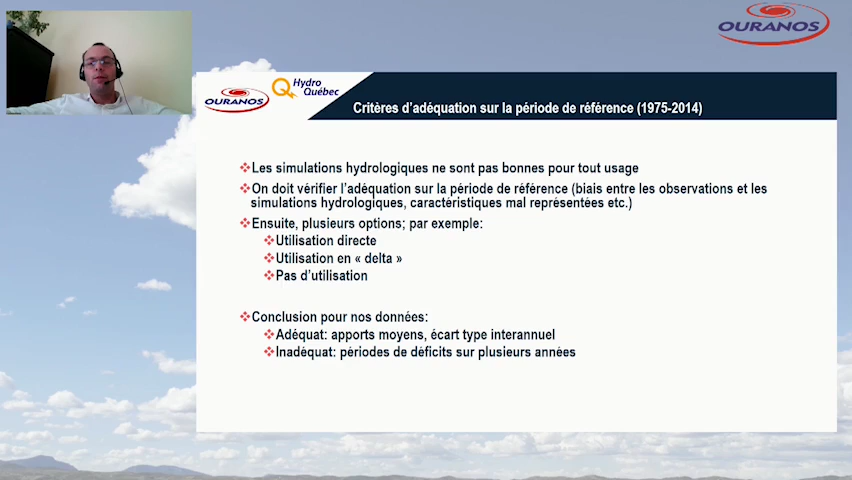 OURANOS
OURANOS
Hydro
Québec
Critères d'adéquation sur la période de référence (1975-2014)
❖Les simulations hydrologiques ne sont pas bonnes pour tout usage
❖On doit vérifier l'adéquation sur la période de référence (biais entre les observations et les
simulations hydrologiques, caractéristiques mal représentées etc.)
❖Ensuite, plusieurs options; par exemple:
❖Utilisation directe
❖Utilisation en « delta »
❖Pas d'utilisation
❖Conclusion pour nos données:
❖Adéquat: apports moyens, écart type interannuel
❖Inadéquat: périodes de déficits sur plusieurs années